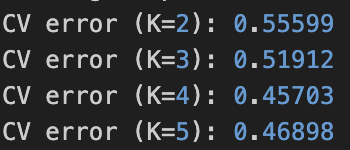 CV error (K=2): 0.55599
CV error (K=3): 0.51912
CV error (K=4): 0.45703
CV error (K=5): 0.46898